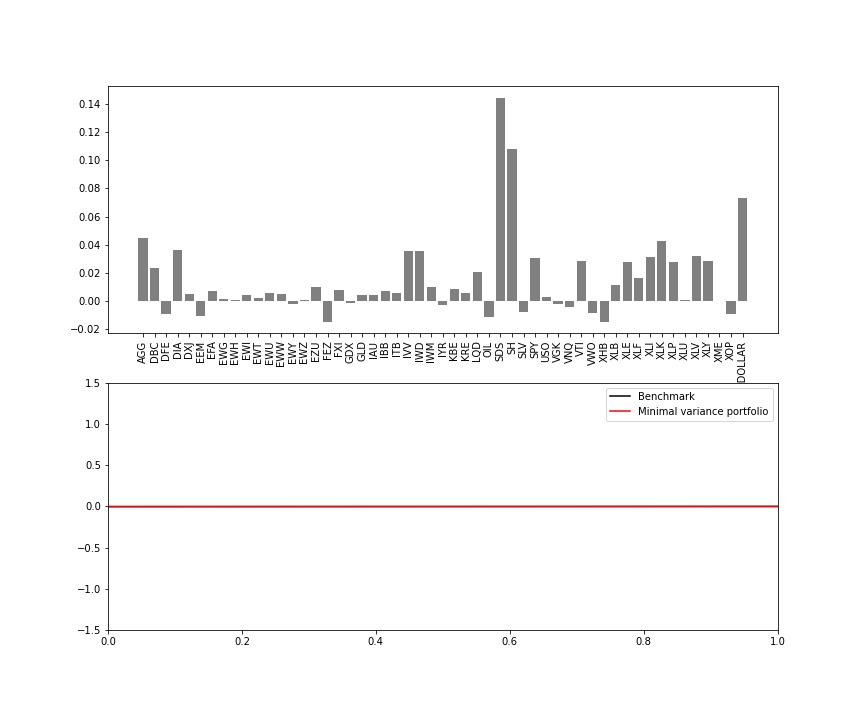 0.14
0.12
0.10
0.08
0.06
0.04
0.02
0.00
−0.02
AGG
DBC
DFE
DIA
DXJ
EEM
EFA
EWG
EWH
EWI
EWT
EWU
EWW
EWY
EWZ
EZU
FEZ
FXI
GDX
GLD
IAU
IBB
ITB
IVV
IWD
IWM
IYR
KBE
KRE
LQD
OIL
SDS
SH
SLV
SPY
USO
VGK
VNQ
VTI
VWO
XHB
XLB
XLE
XLF
XLI
XLK
XLP
XLU
XLV
XLY
XME
XOP
DOLLAR
Benchmark
Minimal variance portfolio
1.5
1.0
0.5
0.0
−0.5
−1.0
−1.5
0.0 0.2 0.4 0.6 0.8 1.0